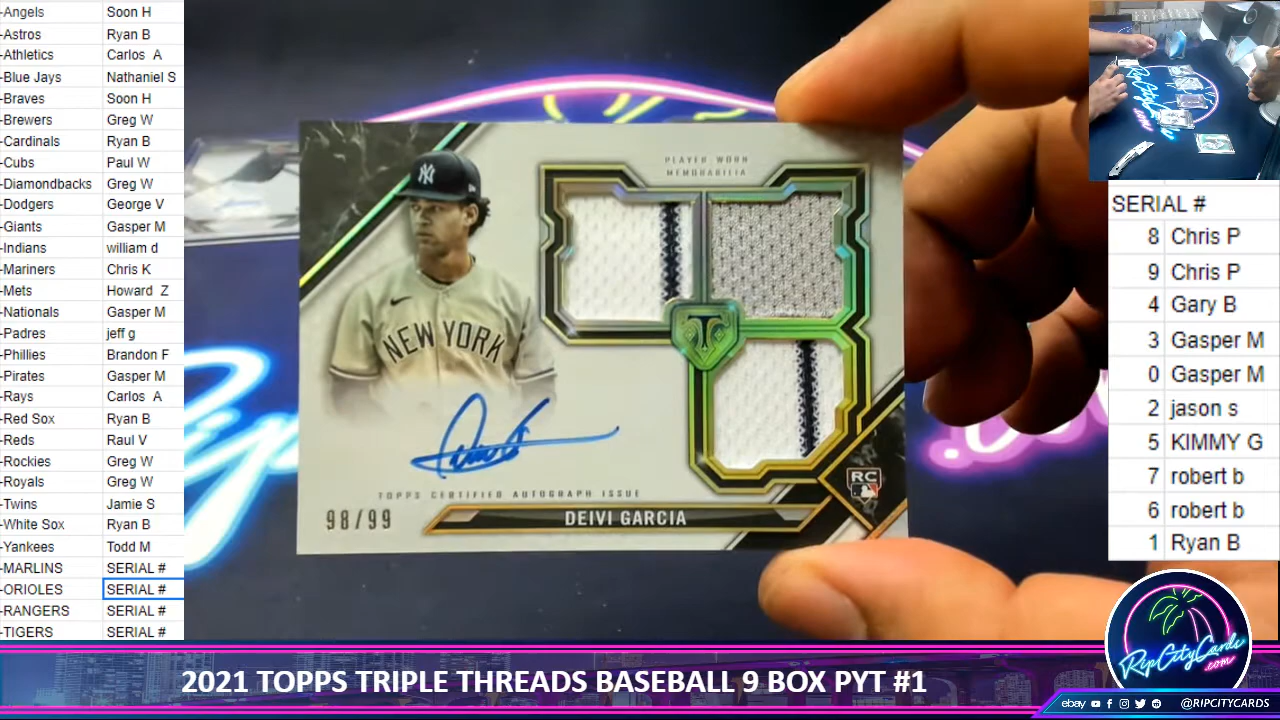 -Angels Soon H
-Astros Ryan B
-Athletics Carlos A
-Blue Jays Nathaniel S
-Braves Soon H
-Brewers Greg W
-Cardinals Ryan B
-Cubs Paul W
-Diamondbacks Greg W
-Dodgers George V
-Giants Gasper M
-Indians william d
-Mariners Chris K
-Mets Howard Z
-Nationals Gasper M
-Padres jeff g
-Phillies Brandon F
-Pirates Gasper M
-Rays Carlos A
-Red Sox Ryan B
-Reds Raul V
-Rockies Greg W
-Royals Greg W
-Twins Jamie S
-White Sox Ryan B
-Yankees Todd M
-MARLINS SERIAL #
-ORIOLES SERIAL #
-RANGERS SERIAL #
-TIGERS SERIAL #
PLAYER WORN
MEMORABILIA
NY
NEW YORK
T
TOPPS CERTIFIED AUTOGRAPH ISSUE
98/99
DEIVI GARCIA
RC
SERIAL #
8 Chris P
9 Chris P
4 Gary B
3 Gasper M
0 Gasper M
2 jason s
5 KIMMY G
7 robert b
6 robert b
1 Ryan B
RipCityCards
.com
2021 TOPPS TRIPLE THREADS BASEBALL 9 BOX PYT #1
ebay @RIPCITYCARDS